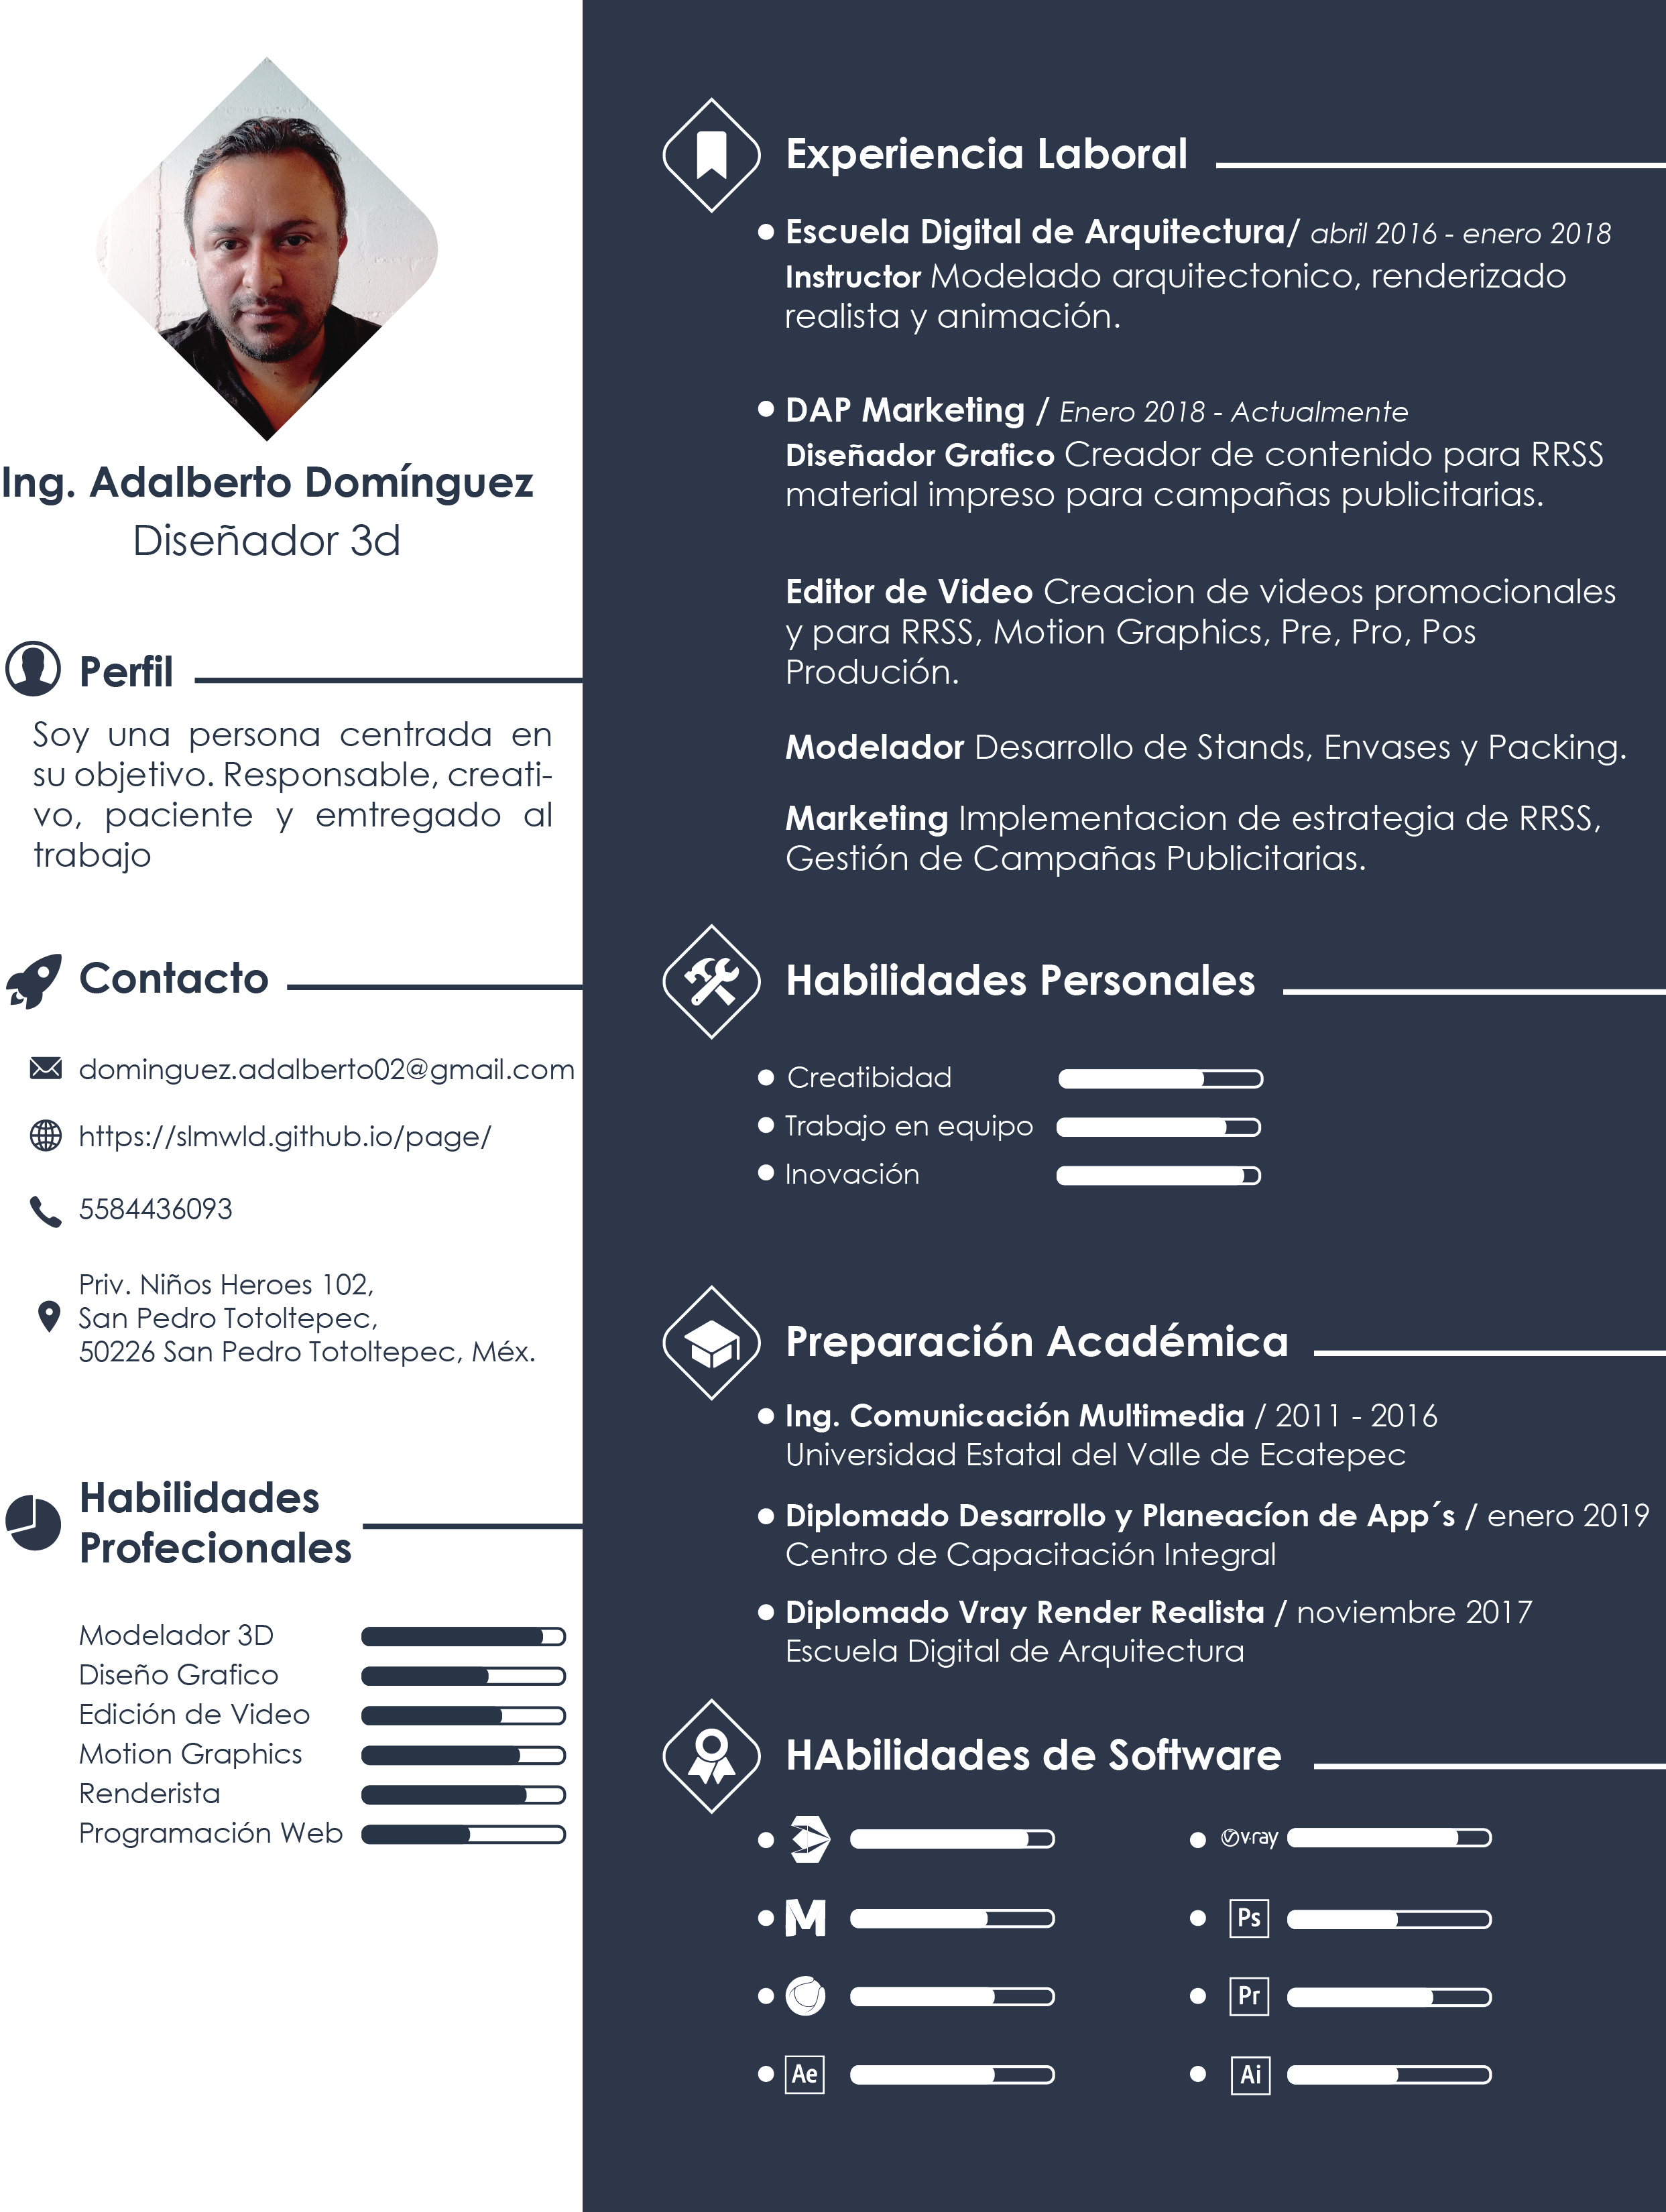 Ing. Adalberto Domínguez
Diseñador 3d
Perfil
Soy una persona centrada en
su objetivo. Responsable, creati-
vo, paciente y emtregado al
trabajo
Contacto
dominguez.adalberto02@gmail.com
https://slmwld.github.io/page/
5584436093
Priv. Niños Heroes 102,
San Pedro Totoltepec,
50226 San Pedro Totoltepec, Méx.
Habilidades
Profecionales
Modelador 3D
Diseño Grafico
Edición de Video
Motion Graphics
Renderista
Programación Web
Experiencia Laboral
Escuela Digital de Arquitectura/ abril 2016 - enero 2018
Instructor Modelado arquitectonico, renderizado
realista y animación.
DAP Marketing / Enero 2018 - Actualmente
Diseñador Grafico Creador de contenido para RRSS
material impreso para campañas publicitarias.
Editor de Video Creacion de videos promocionales
y para RRSS, Motion Graphics, Pre, Pro, Pos
Produción.
Modelador Desarrollo de Stands, Envases y Packing.
Marketing Implementacion de estrategia de RRSS,
Gestión de Campañas Publicitarias.
Habilidades Personales
Creatibidad
Trabajo en equipo
Inovación
Preparación Académica
Ing. Comunicación Multimedia / 2011 - 2016
Universidad Estatal del Valle de Ecatepec
Diplomado Desarrollo y Planeacíon de App´s / enero 2019
Centro de Capacitación Integral
Diplomado Vray Render Realista / noviembre 2017
Escuela Digital de Arquitectura
HAbilidades de Software
v·ray
M
Ps
Pr
Ae
Ai